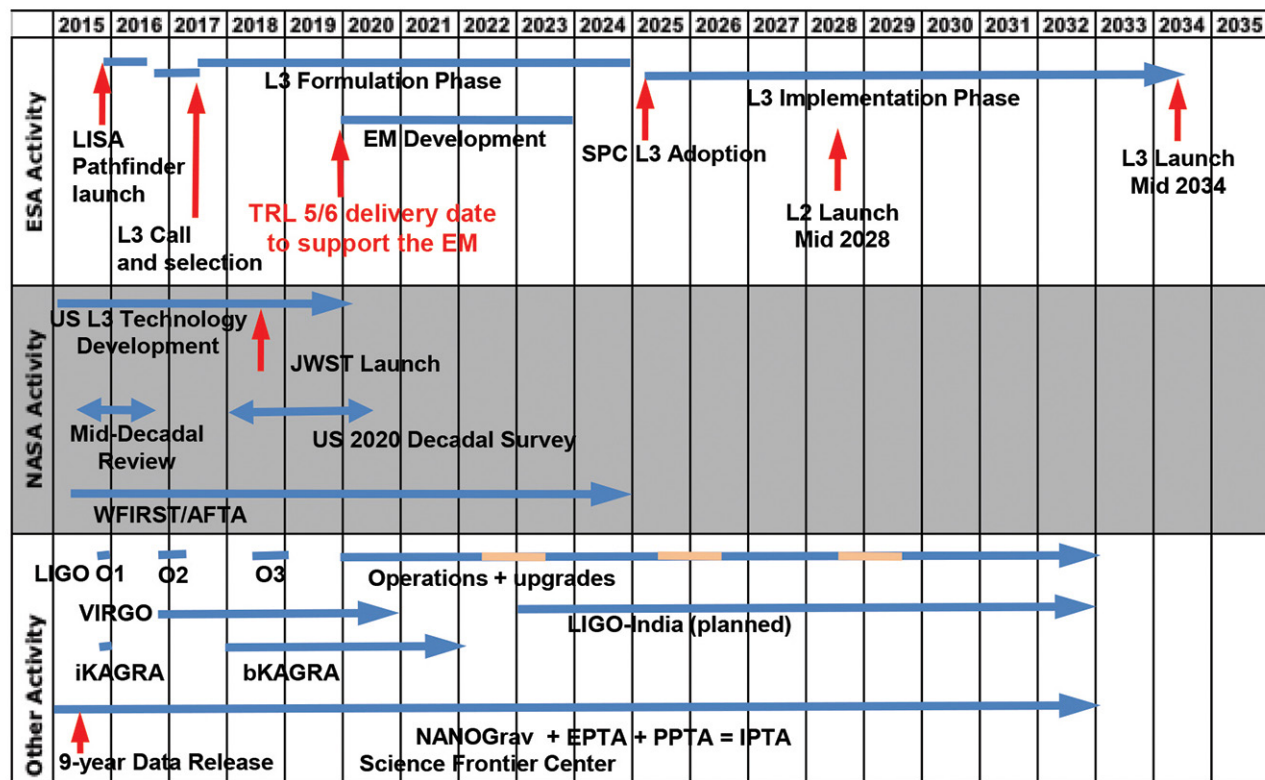 2015 2016 2017 2018 2019 2020 2021 2022 2023 2024 2025 2026 2027 2028 2029 2030 2031 2032 2033 2034 2035
ESA Activity
L3 Formulation Phase
L3 Implementation Phase
LISA
Pathfinder
launch
EM Development
SPC L3 Adoption
L3 Launch
Mid 2034
L3 Call
and selection
TRL 5/6 delivery date
to support the EM
L2 Launch
Mid 2028
NASA Activity
US L3 Technology
Development
JWST Launch
Mid-Decadal
Review
US 2020 Decadal Survey
WFIRST/AFTA
Other Activity
LIGO O1
O2
O3
Operations + upgrades
VIRGO
LIGO-India (planned)
iKAGRA
bKAGRA
NANOGrav + EPTA + PPTA = IPTA
9-year Data Release
Science Frontier Center